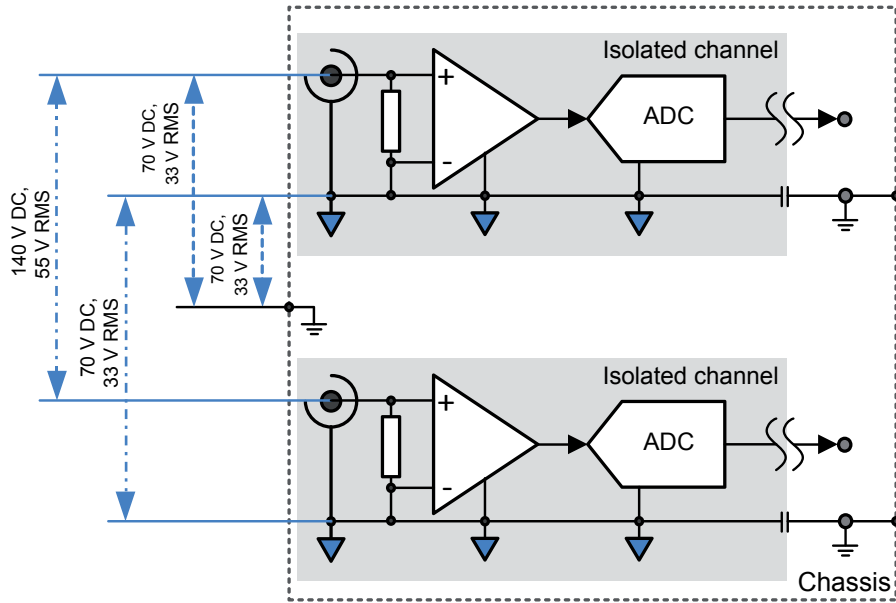 Isolated channel
+
-
ADC
70 V DC,
33 V RMS
70 V DC,
33 V RMS
140 V DC,
55 V RMS
70 V DC,
33 V RMS
Isolated channel
+
-
ADC
Chassis